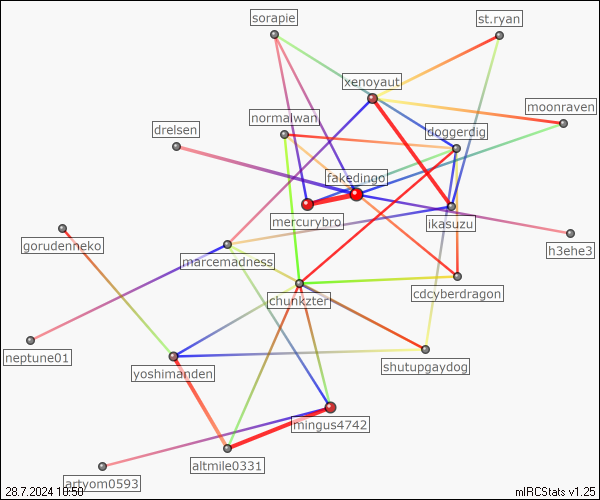 sorapie
st.ryan
xenoyaut
moonraven
normalwan
drelsen
doggerdig
fakedingo
mercurybro
ikasuzu
gorudenneko
h3ehe3
marcemadness
cdcyberdragon
chunkzter
neptune01
shutupgaydog
yoshimanden
mingus4742
altmile0331
artyom0593
28.7.2024 10:50
mIRCStats v1.25